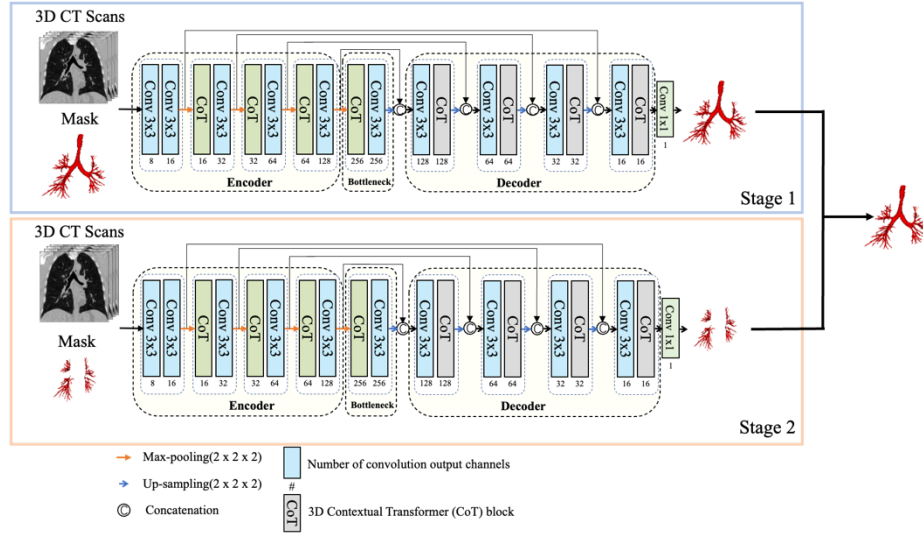 3D CT Scans
Mask
Conv 3x3 Conv 3x3 CoT Conv 3x3 CoT Conv 3x3 CoT Conv 3x3 CoT Conv 3x3 © Conv 3x3 CoT © Conv 3x3 CoT © Conv 3x3 CoT © Conv 3x3 CoT Conv 1x1
8 16 16 32 32 64 64 128 256 256 128 128 64 64 32 32 16 16 1
Encoder Bottleneck Decoder
Stage 1
3D CT Scans
Mask
Conv 3x3 Conv 3x3 CoT Conv 3x3 CoT Conv 3x3 CoT Conv 3x3 CoT Conv 3x3 © Conv 3x3 CoT © Conv 3x3 CoT © Conv 3x3 CoT © Conv 3x3 CoT Conv 1x1
8 16 16 32 32 64 64 128 256 256 128 128 64 64 32 32 16 16 1
Encoder Bottleneck Decoder
Stage 2
Max-pooling(2 x 2 x 2)
Up-sampling(2 x 2 x 2)
© Concatenation
Number of convolution output channels
#
CoT 3D Contextual Transformer (CoT) block